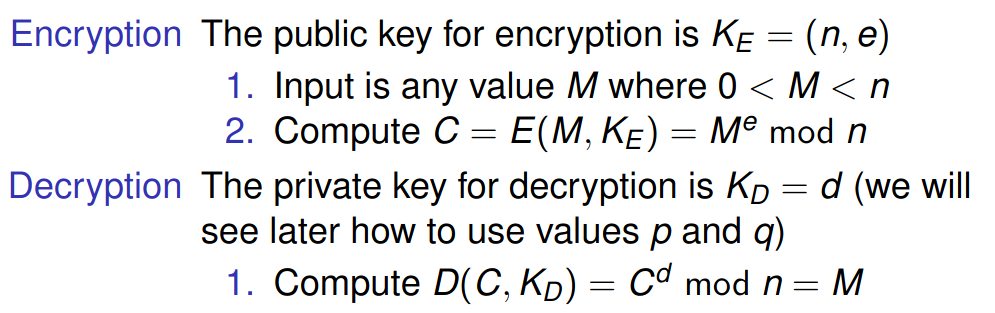 Encryption The public key for encryption is K_E = (n, e)
1. Input is any value M where 0 < M < n
2. Compute C = E(M, K_E) = M^e mod n
Decryption The private key for decryption is K_D = d (we will
see later how to use values p and q)
1. Compute D(C, K_D) = C^d mod n = M